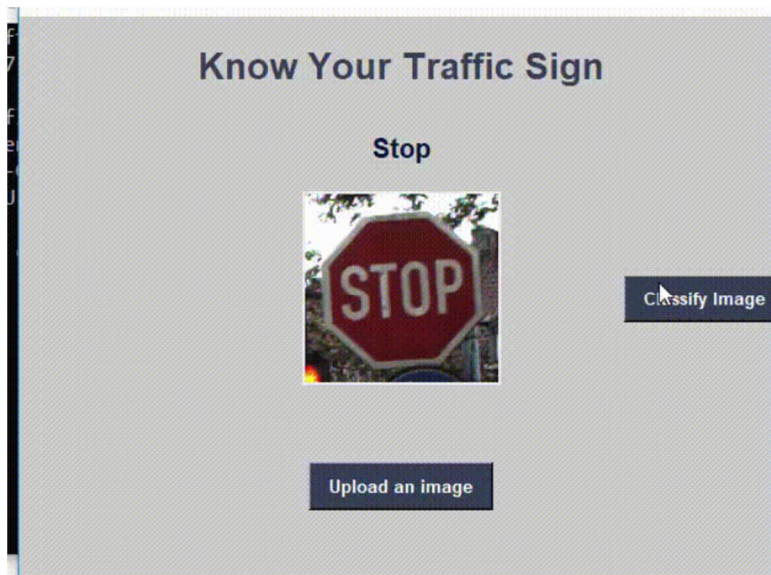 Know Your Traffic Sign
Stop
STOP
Classify Image
Upload an image